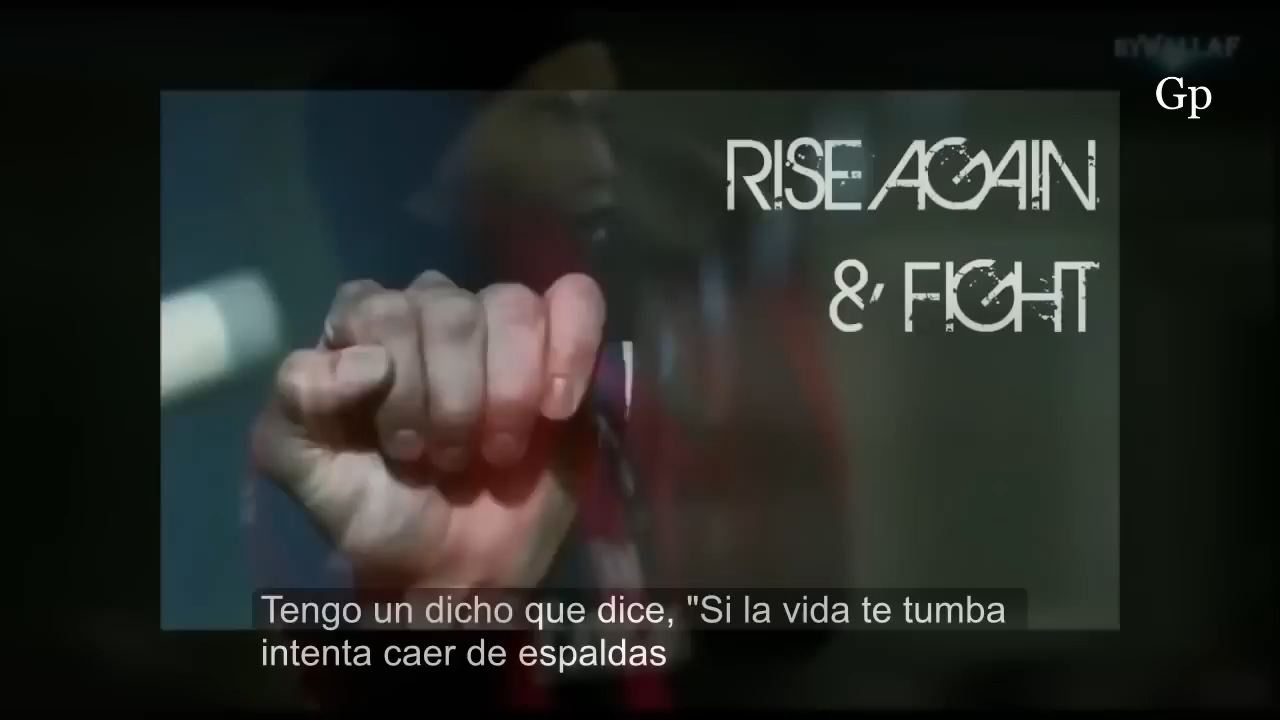 Gp
RISE AGAIN
& FIGHT
Tengo un dicho que dice, "Si la vida te tumba
intenta caer de espaldas